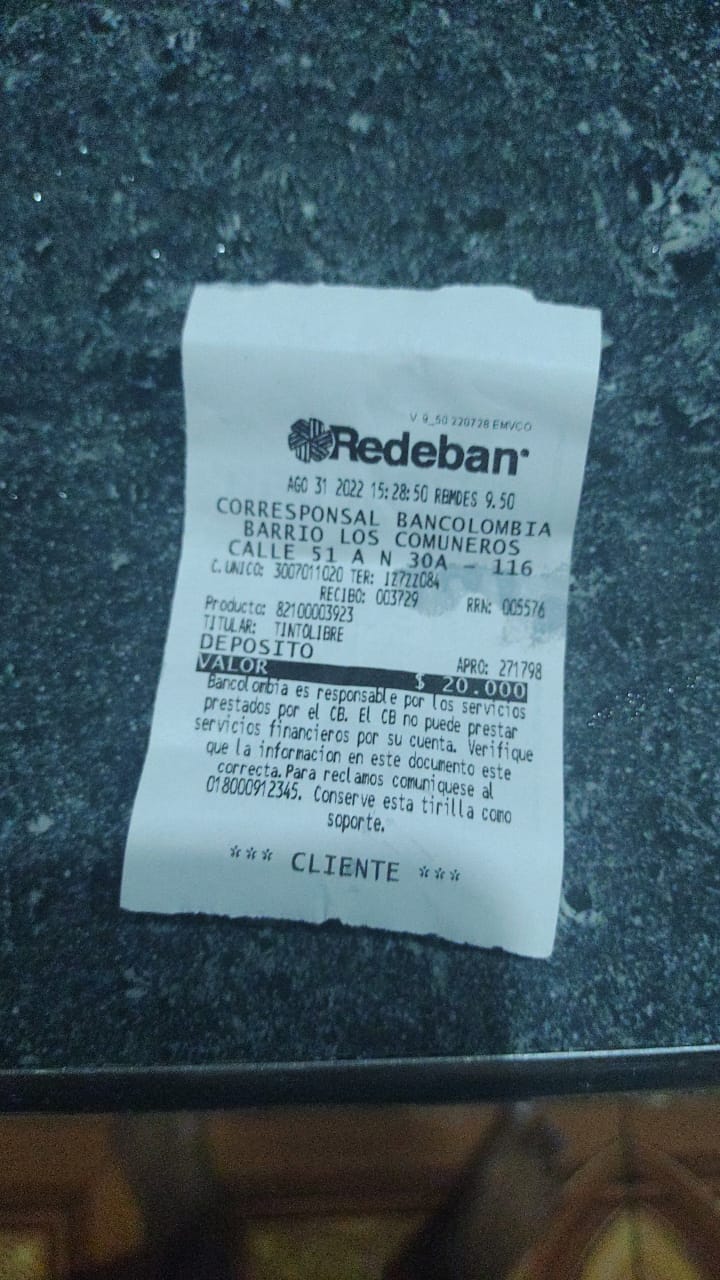 V 9_50 220728 EMVCO
Redeban
AGO 31 2022 15:28:50 RBMDES 9.50
CORRESPONSAL BANCOLOMBIA
BARRIO LOS COMUNEROS
CALLE 51 A N 30A - 116
C. UNICO: 3007011020 TER: 1Z7ZZ084
RECIBO: 003729 RRN: 005576
Producto: 82100003923
TITULAR: TINTOLIBRE
DEPOSITO APRO: 271798
VALOR $ 20.000
Bancolombia es responsable por los servicios
prestados por el CB. El CB no puede prestar
servicios financieros por su cuenta. Verifique
que la informacion en este documento este
correcta. Para reclamos comuniquese al
018000912345. Conserve esta tirilla como
soporte.
*** CLIENTE ***